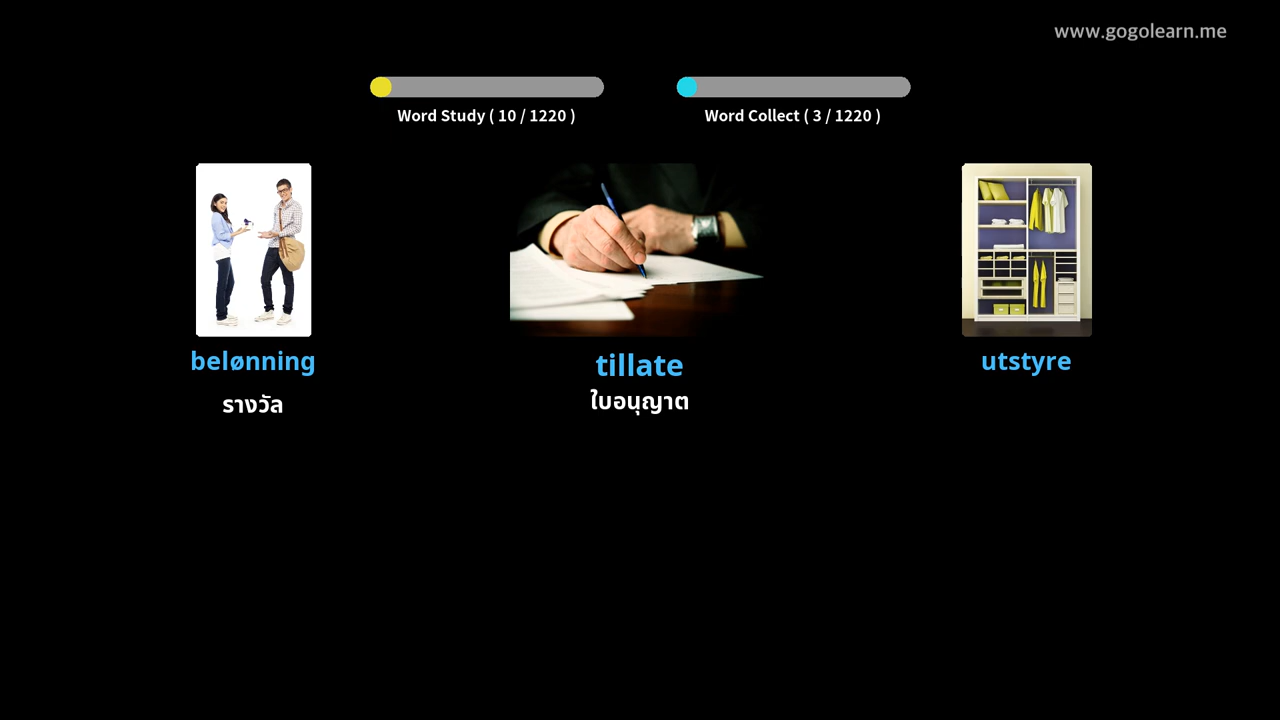 www.gogolearn.me
Word Study ( 10 / 1220 )
Word Collect ( 3 / 1220 )
belønning
tillate
utstyre
รางวัล
ใบอนุญาต